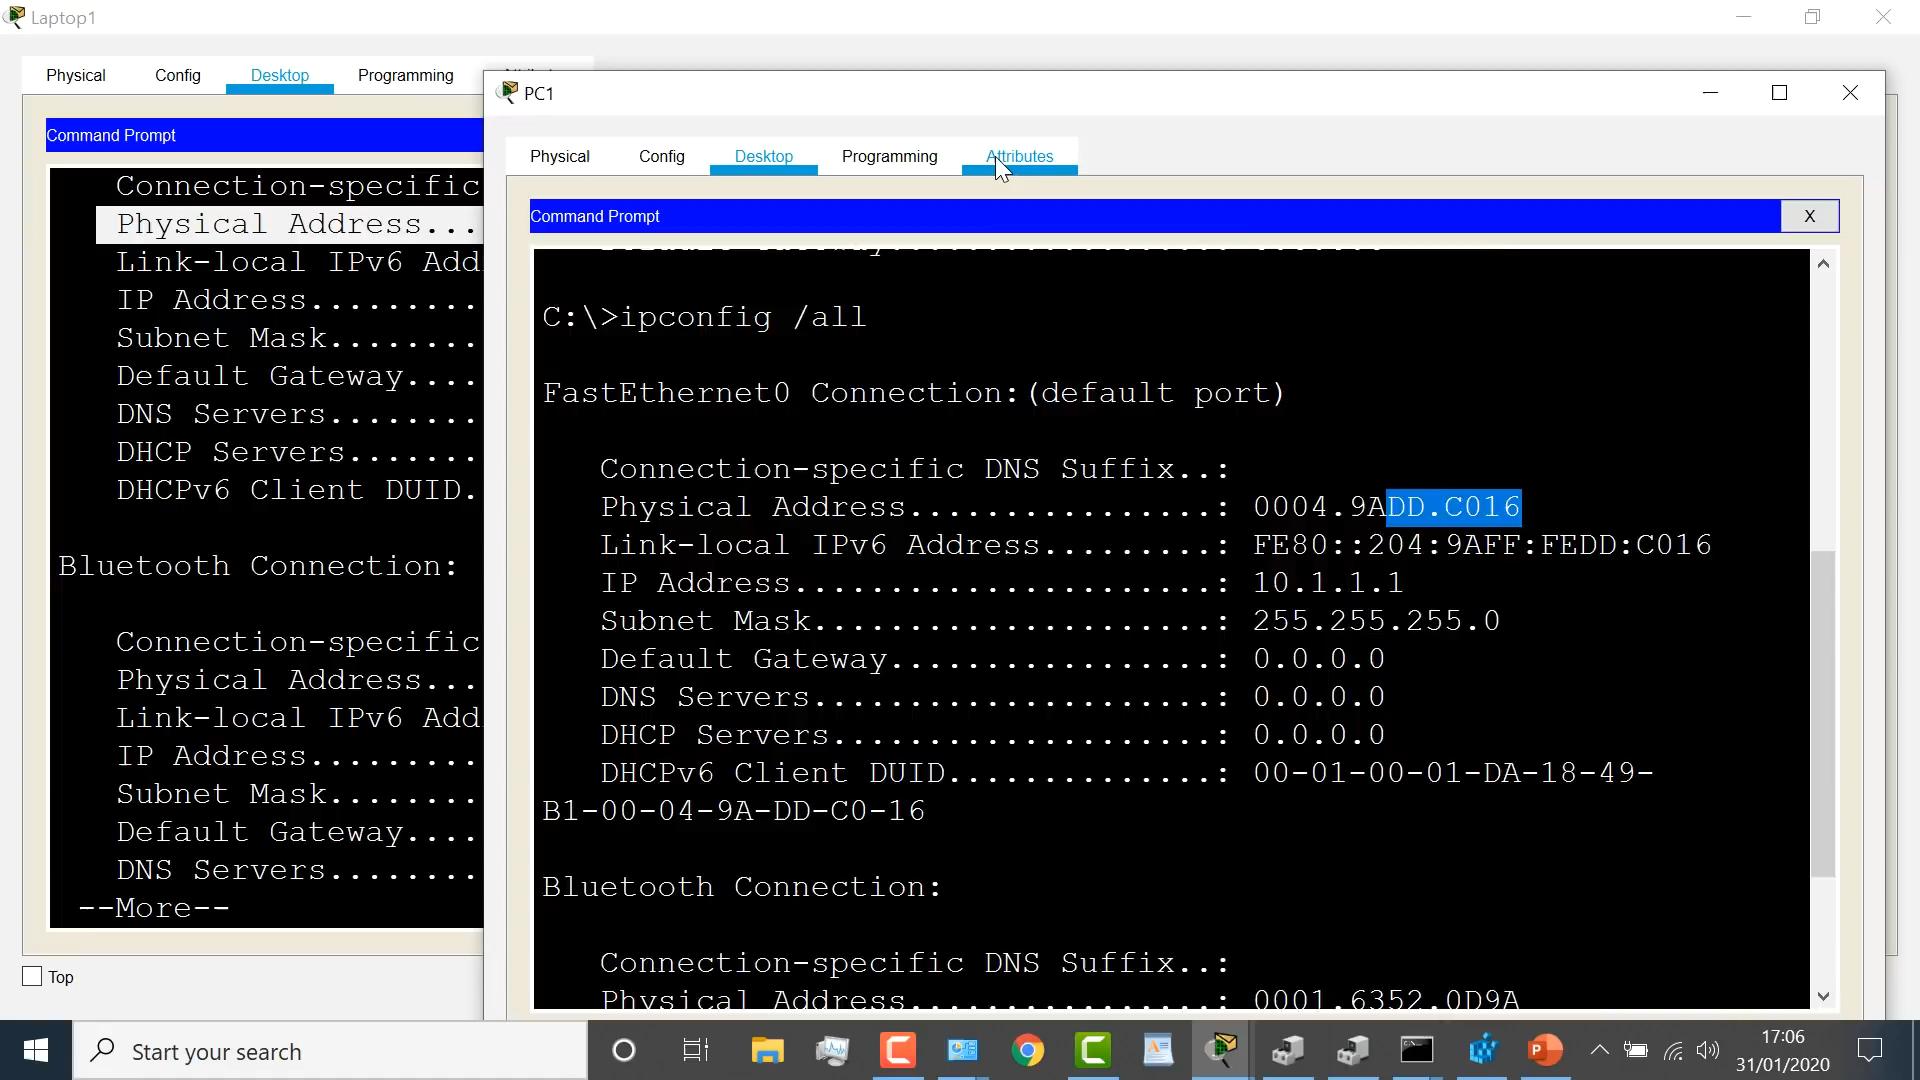 Laptop1
Physical Config Desktop Programming
Command Prompt
Connection-specific
Physical Address...
Link-local IPv6 Add
IP Address.........
Subnet Mask........
Default Gateway....
DNS Servers........
DHCP Servers.......
DHCPv6 Client DUID.
Bluetooth Connection:
Connection-specific
Physical Address...
Link-local IPv6 Add
IP Address.........
Subnet Mask........
Default Gateway....
DNS Servers........
--More--
Top
PC1
Physical Config Desktop Programming Attributes
Command Prompt X
C:\>ipconfig /all
FastEthernet0 Connection:(default port)
Connection-specific DNS Suffix..:
Physical Address................: 0004.9ADD.C016
Link-local IPv6 Address.........: FE80::204:9AFF:FEDD:C016
IP Address......................: 10.1.1.1
Subnet Mask.....................: 255.255.255.0
Default Gateway.................: 0.0.0.0
DNS Servers.....................: 0.0.0.0
DHCP Servers....................: 0.0.0.0
DHCPv6 Client DUID..............: 00-01-00-01-DA-18-49-
B1-00-04-9A-DD-C0-16
Bluetooth Connection:
Connection-specific DNS Suffix..:
Physical Address................: 0001.6352.0D9A
Start your search
17:06
31/01/2020